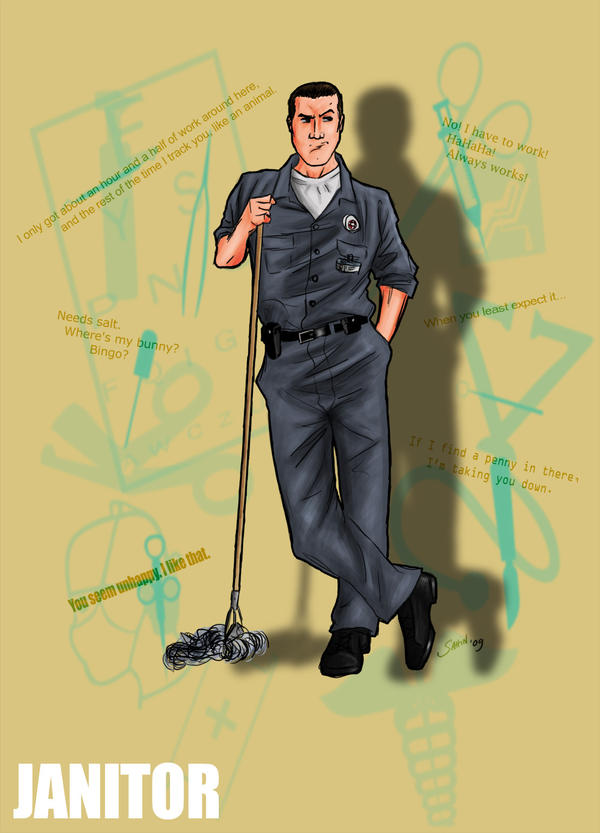 I only got about an hour and a half of work around here,
and the rest of the time I track you, like an animal.
No! I have to work!
HaHaHa!
Always works!
When you least expect it...
Needs salt.
Where's my bunny?
Bingo?
If I find a penny in there,
I'm taking you down.
You seem unhappy. I like that.
SAHIN '09
JANITOR